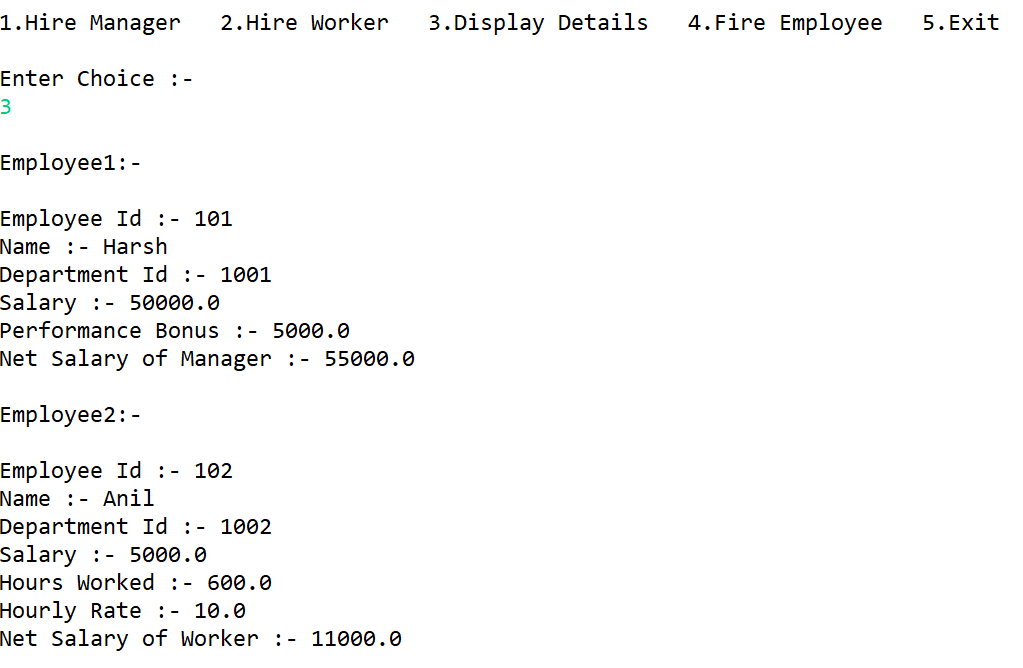 1.Hire Manager   2.Hire Worker   3.Display Details   4.Fire Employee   5.Exit
Enter Choice :-
3
Employee1:-
Employee Id :- 101
Name :- Harsh
Department Id :- 1001
Salary :- 50000.0
Performance Bonus :- 5000.0
Net Salary of Manager :- 55000.0
Employee2:-
Employee Id :- 102
Name :- Anil
Department Id :- 1002
Salary :- 5000.0
Hours Worked :- 600.0
Hourly Rate :- 10.0
Net Salary of Worker :- 11000.0